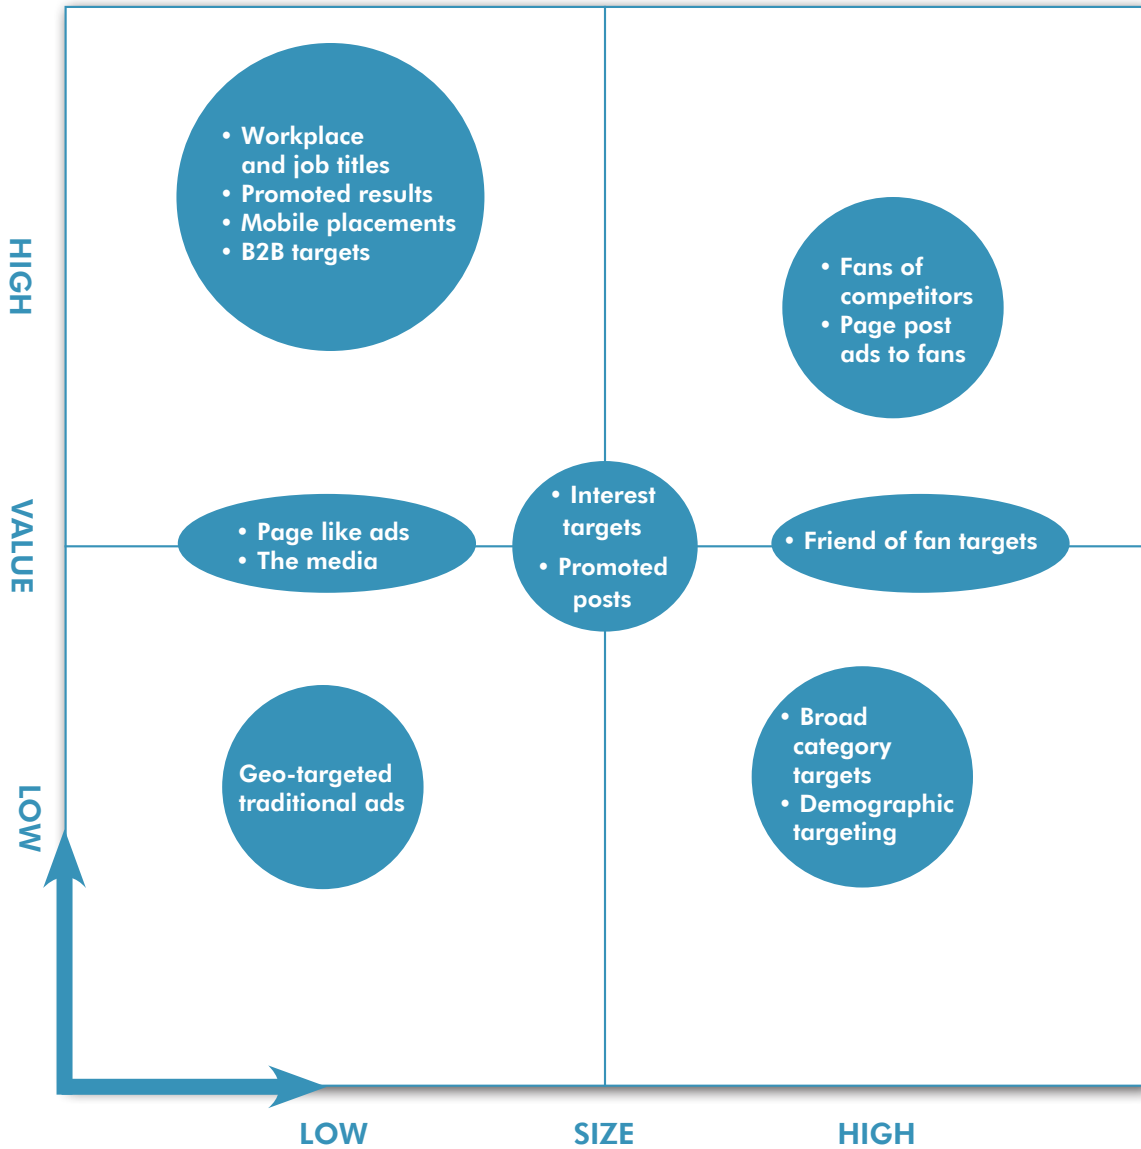 • Workplace
and job titles
• Promoted results
• Mobile placements
• B2B targets
HIGH
• Fans of
competitors
• Page post
ads to fans
VALUE
• Page like ads
• The media
• Interest
targets
• Promoted
posts
• Friend of fan targets
LOW
Geo-targeted
traditional ads
• Broad
category
targets
• Demographic
targeting
LOW
SIZE
HIGH